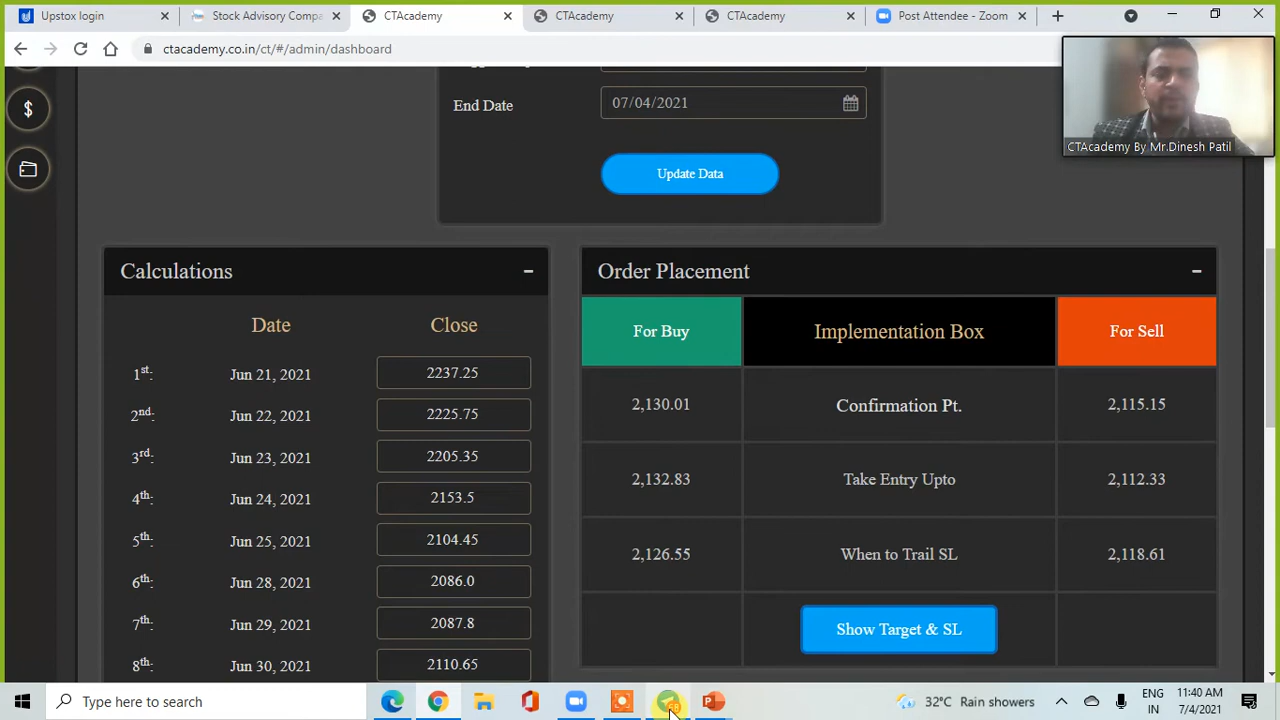 Upstox login
Stock Advisory Compa
CTAcademy
CTAcademy
CTAcademy
Post Attendee - Zoom
ctacademy.co.in/ct/#/admin/dashboard
CTAcademy By Mr.Dinesh Patil
End Date 07/04/2021
Update Data
Calculations
Date Close
1st: Jun 21, 2021 2237.25
2nd: Jun 22, 2021 2225.75
3rd: Jun 23, 2021 2205.35
4th: Jun 24, 2021 2153.5
5th: Jun 25, 2021 2104.45
6th: Jun 28, 2021 2086.0
7th: Jun 29, 2021 2087.8
8th: Jun 30, 2021 2110.65
Order Placement
For Buy Implementation Box For Sell
2,130.01 Confirmation Pt. 2,115.15
2,132.83 Take Entry Upto 2,112.33
2,126.55 When to Trail SL 2,118.61
Show Target & SL
Type here to search
32°C Rain showers
ENG
IN
11:40 AM
7/4/2021